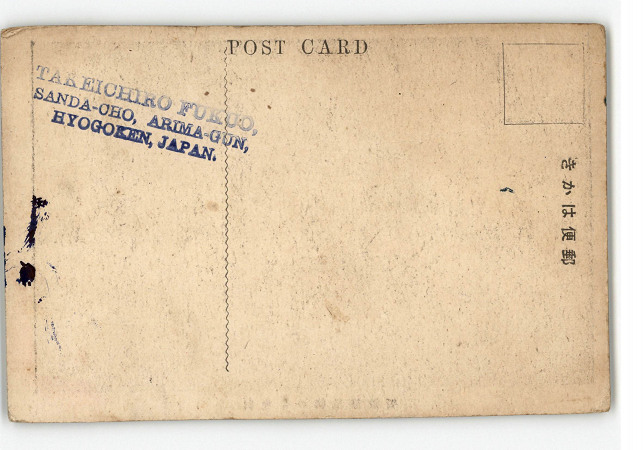 POST CARD
TAKEICHIRO FUKUO,
SANDA-CHO, ARIMA-GUN,
HYOGOKEN, JAPAN.
きかは便郵